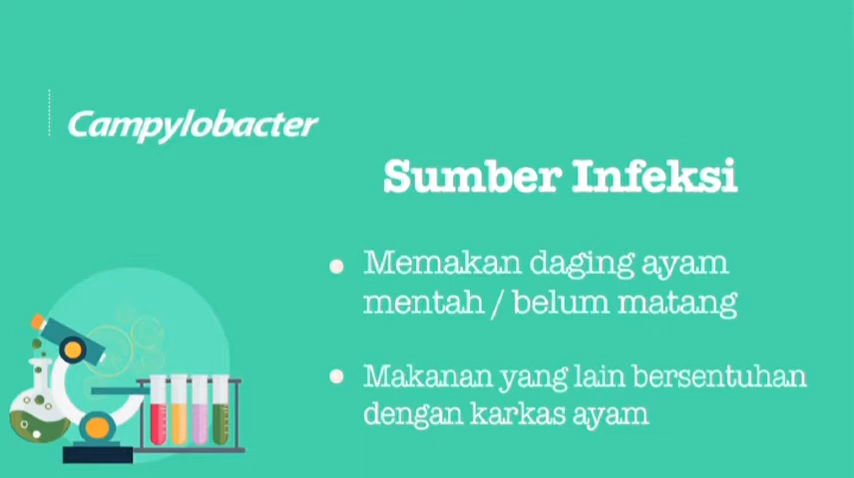 Campylobacter
Sumber Infeksi
Memakan daging ayam
mentah / belum matang
Makanan yang lain bersentuhan
dengan karkas ayam